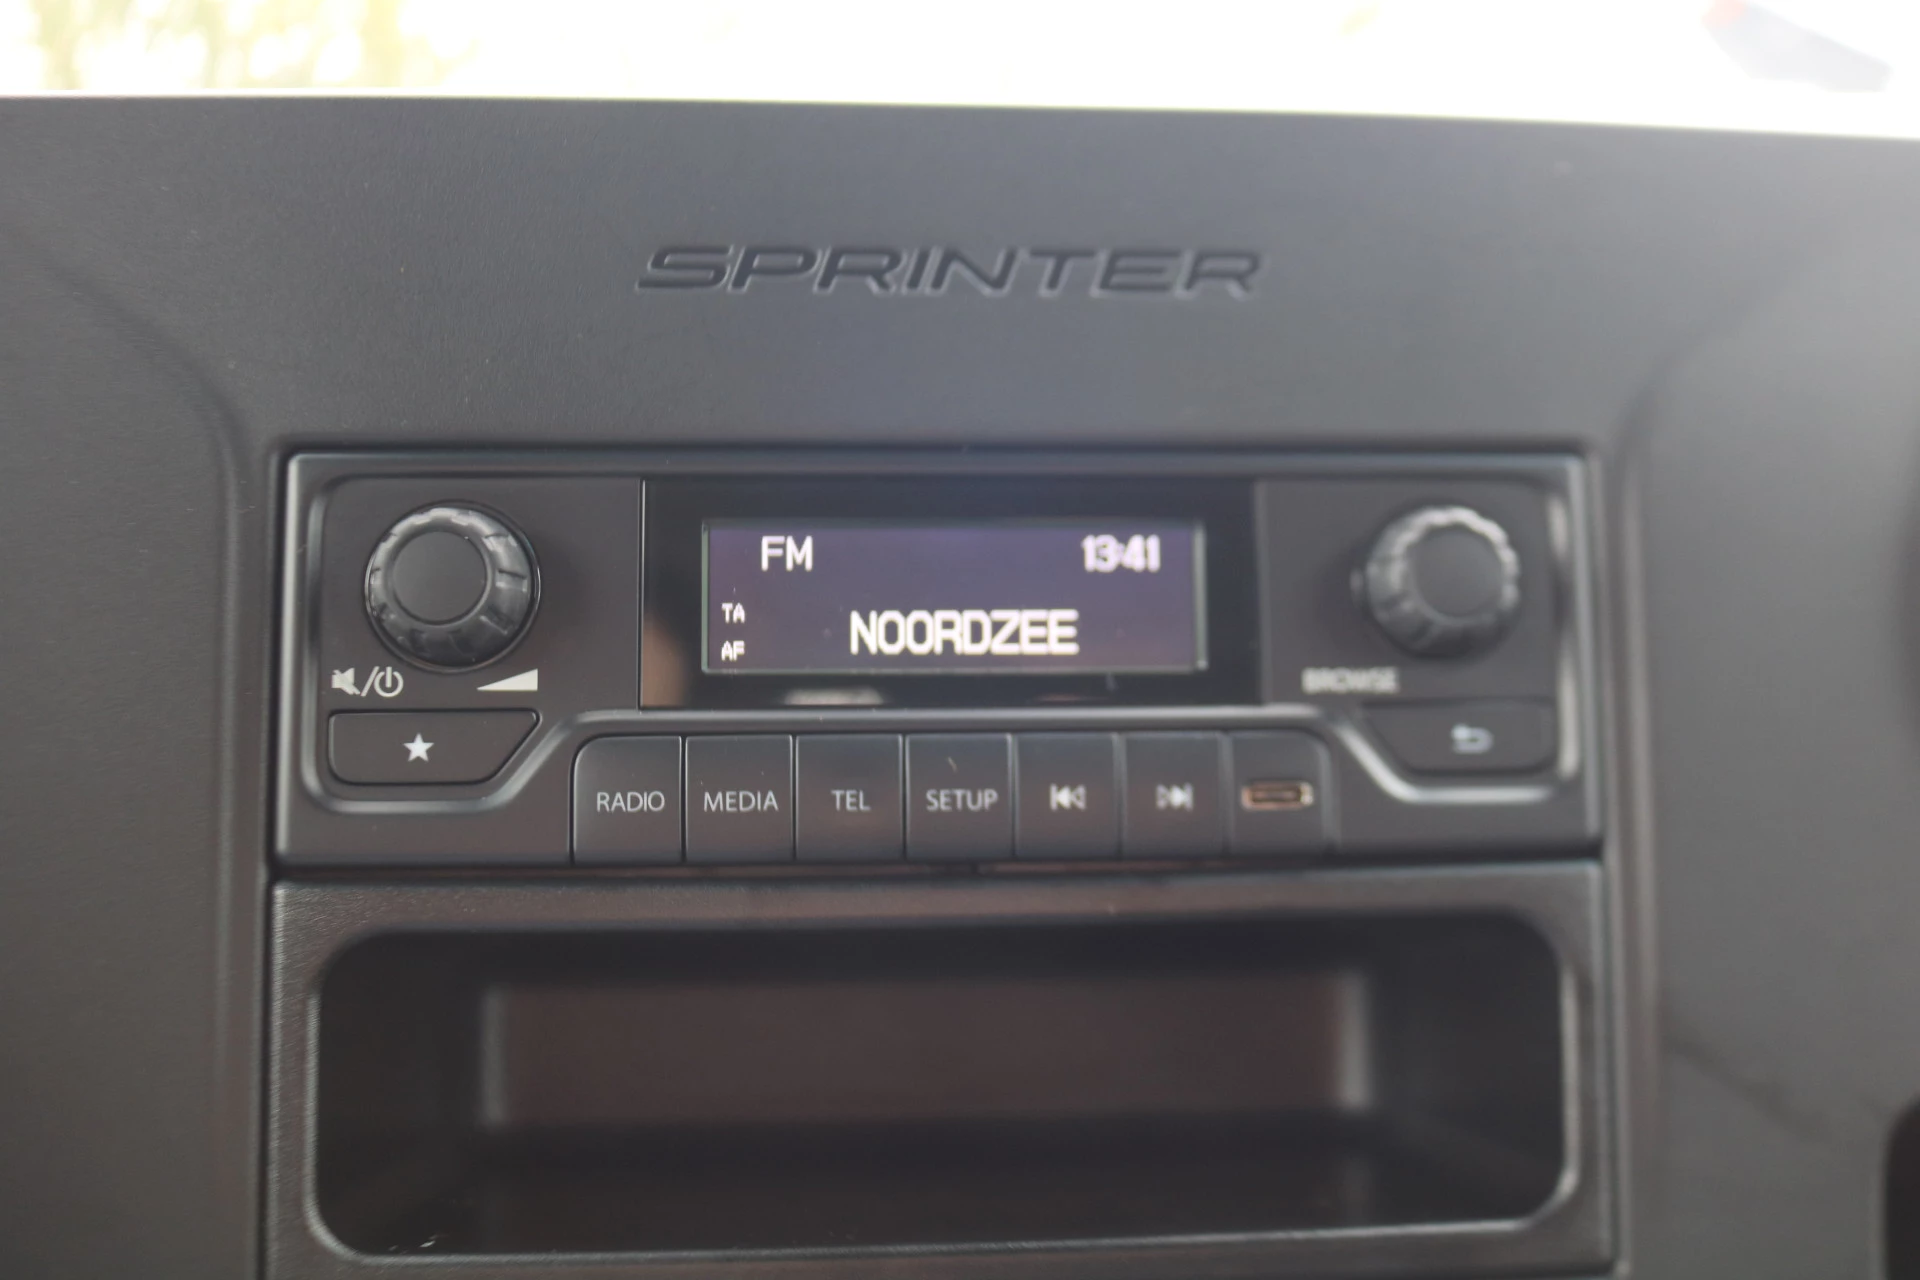 SPRINTER
FM 13:41
TA
NOORDZEE
AF
BROWSE
RADIO MEDIA TEL SETUP